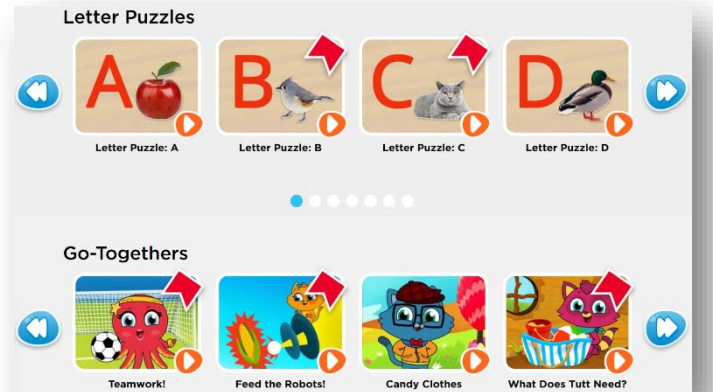 Letter Puzzles
A
B
C
D
Letter Puzzle: A
Letter Puzzle: B
Letter Puzzle: C
Letter Puzzle: D
Go-Togethers
Teamwork!
Feed the Robots!
Candy Clothes
What Does Tutt Need?